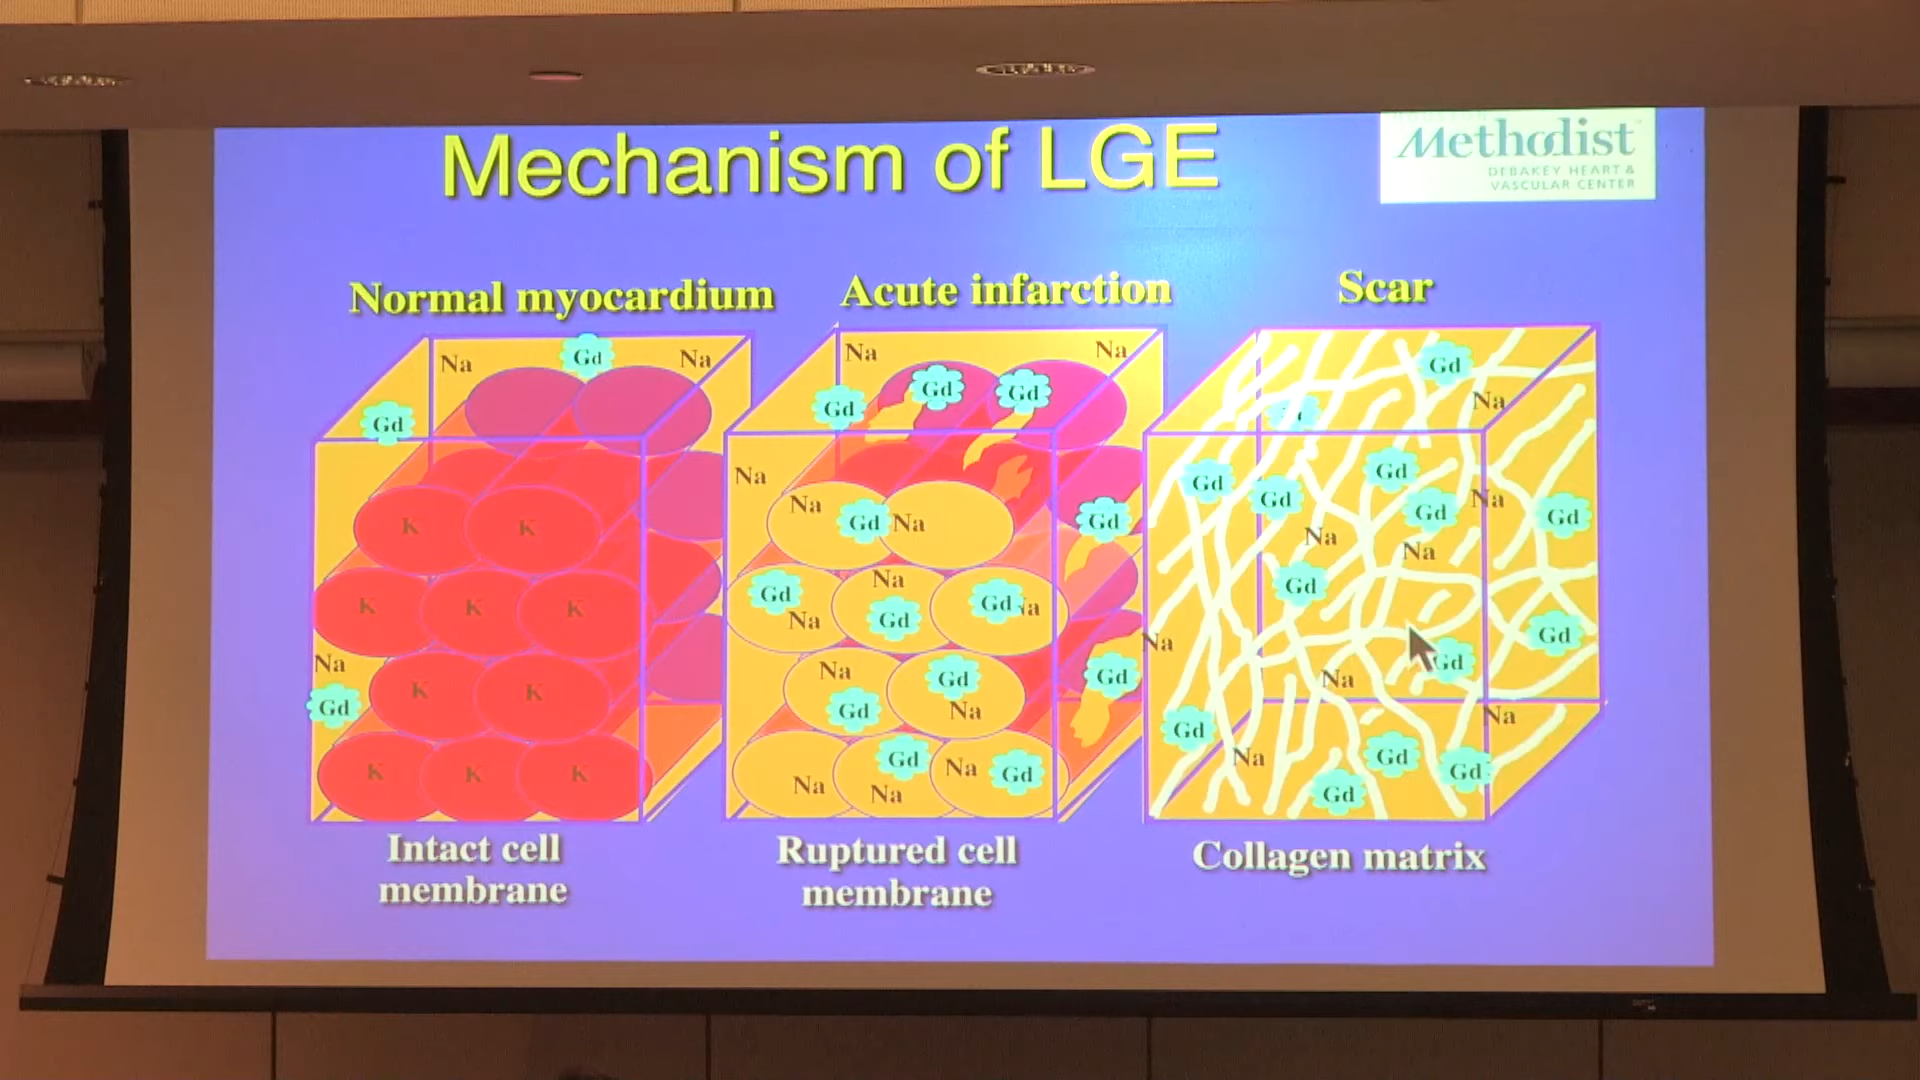 Mechanism of LGE
Methodist
DEBAKEY HEART &
VASCULAR CENTER
Normal myocardium
Acute infarction
Scar
Na
Gd
Na
Gd
K
K
K
K
K
Na
K
K
Gd
K
K
K
Intact cell
membrane
Na
Na
Gd
Gd
Gd
Na
Na
Gd
Na
Gd
Gd
Na
Na
Gd
Gd
Na
Gd
Gd
Na
Gd
Na
Gd
Na
Gd
Na
Na
Ruptured cell
membrane
Gd
Na
Gd
Gd
Gd
Na
Gd
Gd
Na
Na
Gd
Na
Gd
Gd
Na
Na
Gd
Na
Gd
Gd
Gd
Collagen matrix